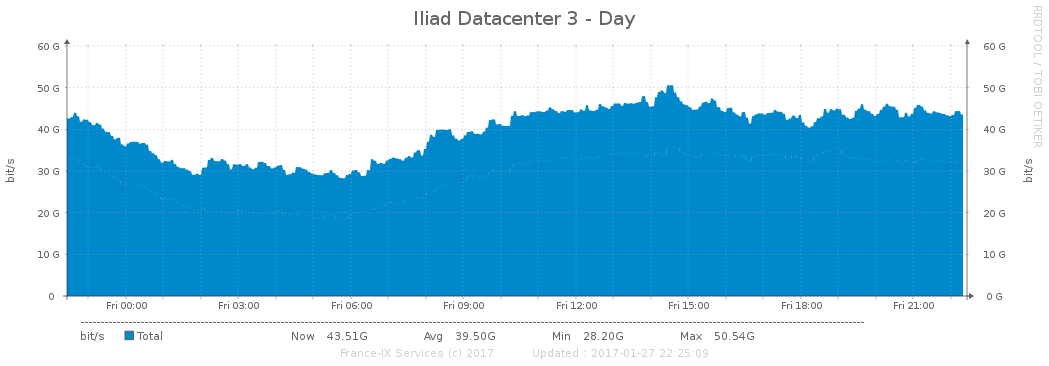 Iliad Datacenter 3 - Day
RRDTOOL / TOBI OETIKER
60 G 60 G
50 G 50 G
40 G 40 G
30 G 30 G
20 G 20 G
10 G 10 G
0 0 G
bit/s bit/s
Fri 00:00 Fri 03:00 Fri 06:00 Fri 09:00 Fri 12:00 Fri 15:00 Fri 18:00 Fri 21:00
bit/s Total Now 43.51G Avg 39.50G Min 28.20G Max 50.54G
France-IX Services (c) 2017 Updated : 2017-01-27 22:25:09